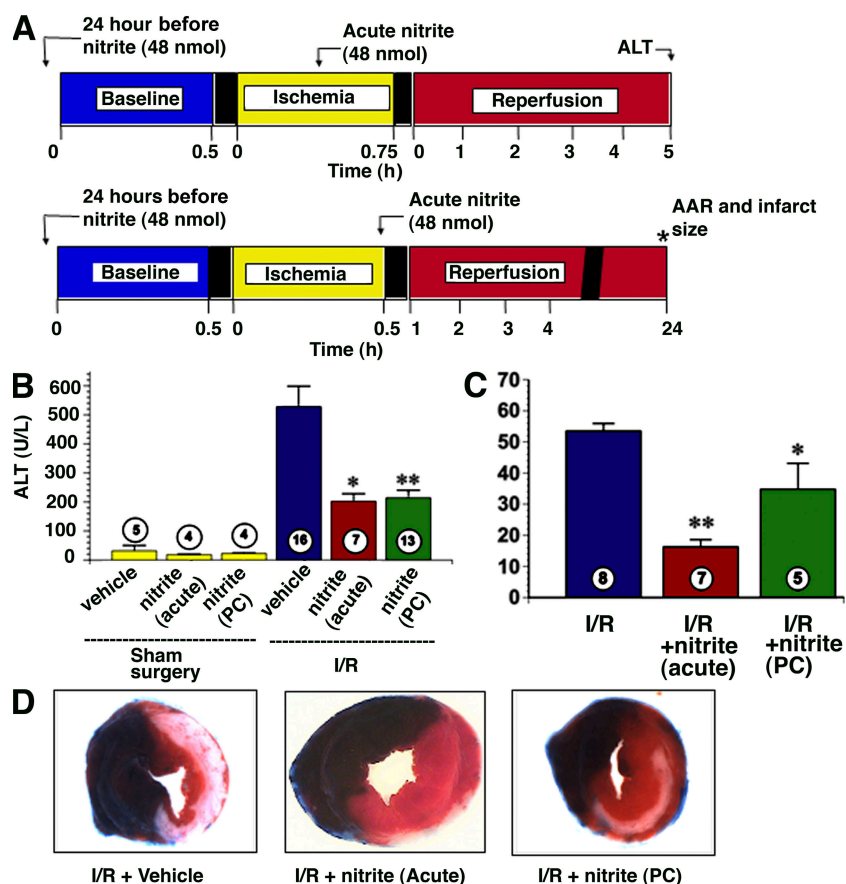 A
24 hour before
nitrite (48 nmol)
Acute nitrite
(48 nmol)
ALT
Baseline
Ischemia
Reperfusion
0 0.5 0 0.75 0 1 2 3 4 5
Time (h)
24 hours before
nitrite (48 nmol)
Acute nitrite
(48 nmol)
AAR and infarct
* size
Baseline
Ischemia
Reperfusion
0 0.5 0 0.5 1 2 3 4 24
Time (h)
B
ALT (U/L)
600
500
400
300
200
100
0
5
4
4
16
*
7
**
13
vehicle
nitrite
(acute)
nitrite
(PC)
vehicle
nitrite
(acute)
nitrite
(PC)
Sham
surgery
I/R
C
70
60
50
40
30
20
10
0
8
**
7
*
5
I/R
I/R
+nitrite
(acute)
I/R
+nitrite
(PC)
D
I/R + Vehicle
I/R + nitrite (Acute)
I/R + nitrite (PC)